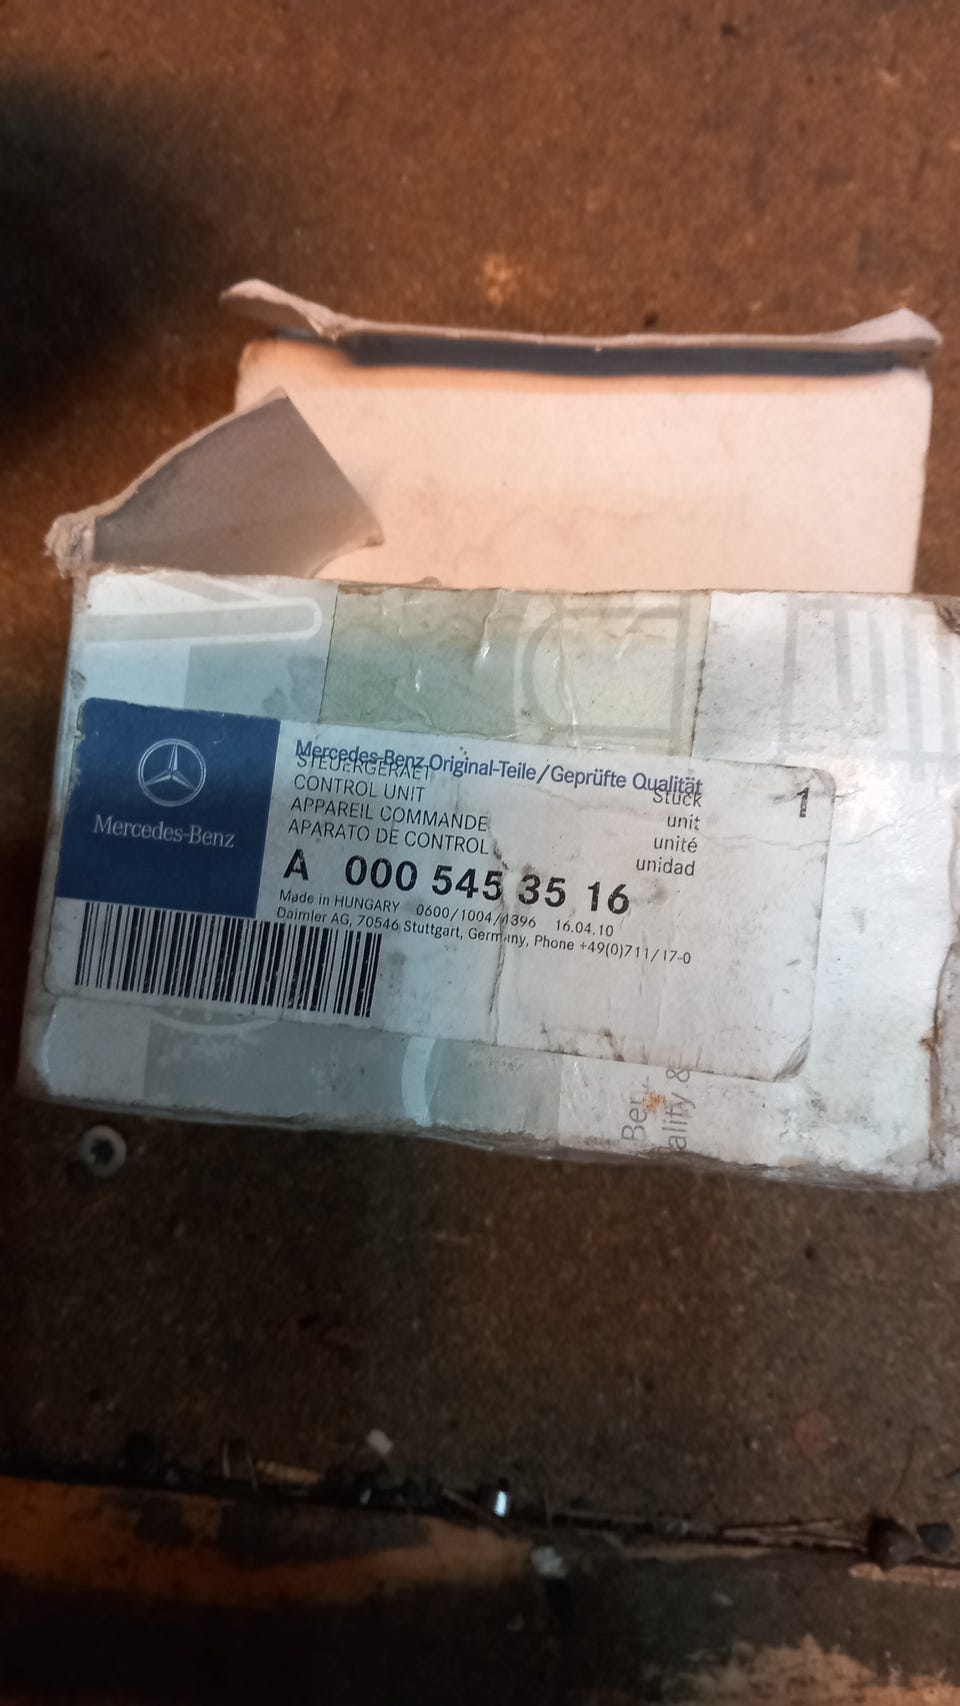 Mercedes-Benz Original-Teile/Geprüfte Qualität
STEUERGERAET Stück 1
CONTROL UNIT unit
APPAREIL COMMANDE unité
APARATO DE CONTROL unidad
Mercedes-Benz
A 000 545 35 16
Made in HUNGARY 0600/1004/4396 16.04.10
Daimler AG, 70546 Stuttgart, Germany, Phone +49(0)711/17-0
ality &